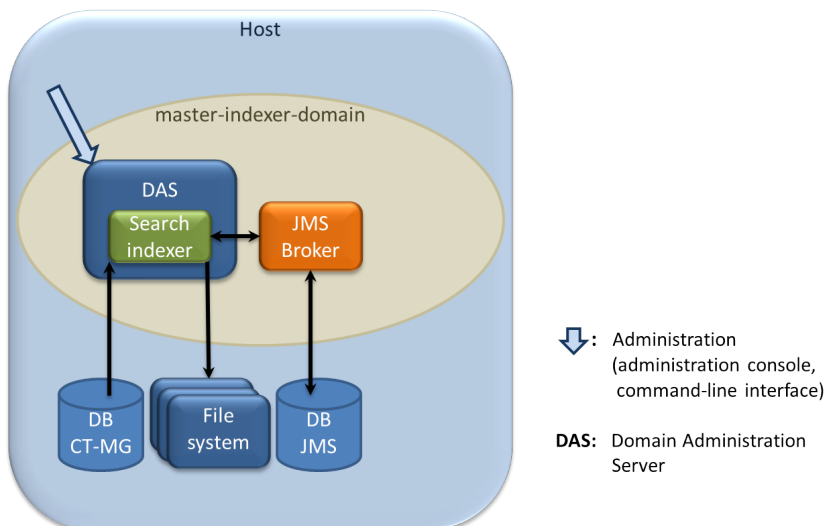 Host
master-indexer-domain
DAS
Search
indexer
JMS
Broker
DB
CT-MG
File
system
DB
JMS
: Administration
(administration console,
command-line interface)
DAS: Domain Administration
Server